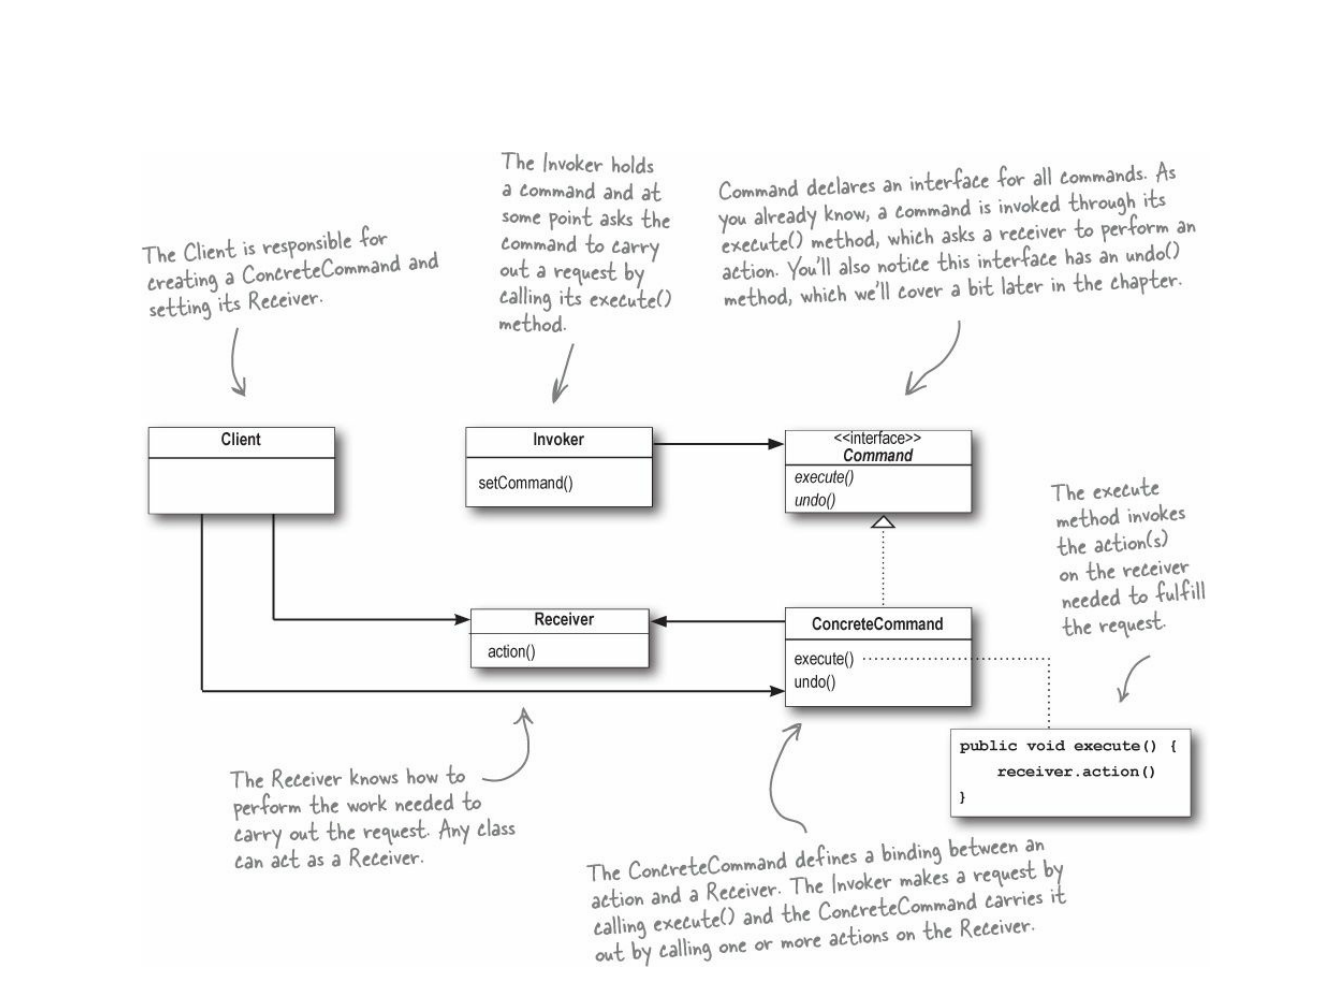 The Client is responsible for
creating a ConcreteCommand and
setting its Receiver.
The Invoker holds
a command and at
some point asks the
command to carry
out a request by
calling its execute()
method.
Command declares an interface for all commands. As
you already know, a command is invoked through its
execute() method, which asks a receiver to perform an
action. You'll also notice this interface has an undo()
method, which we'll cover a bit later in the chapter.
Client
Invoker
setCommand()
<<interface>>
Command
execute()
undo()
The execute
method invokes
the action(s)
on the receiver
needed to fulfill
the request.
Receiver
action()
ConcreteCommand
execute()
undo()
public void execute() {
receiver.action()
}
The Receiver knows how to
perform the work needed to
carry out the request. Any class
can act as a Receiver.
The ConcreteCommand defines a binding between an
action and a Receiver. The Invoker makes a request by
calling execute() and the ConcreteCommand carries it
out by calling one or more actions on the Receiver.